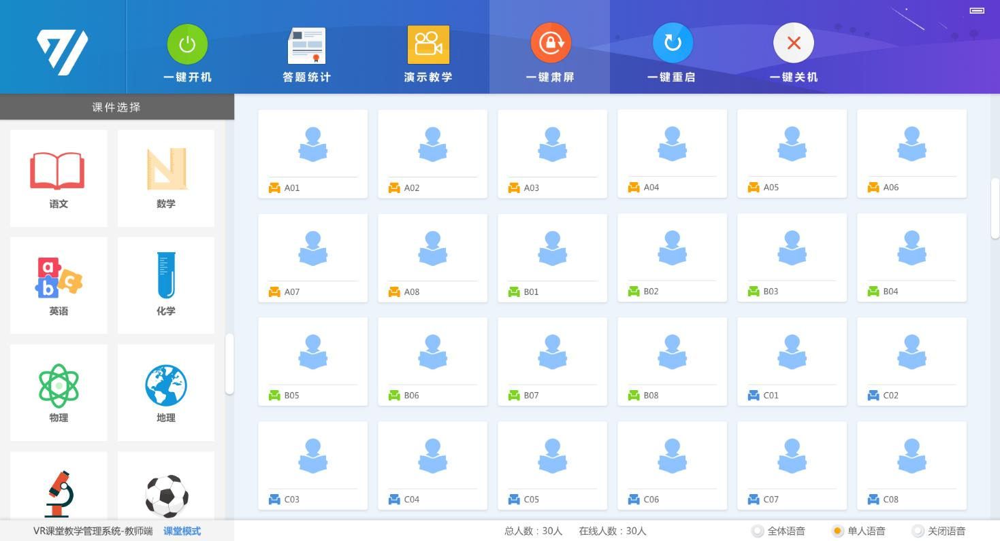 一键开机
答题统计
演示教学
一键肃屏
一键重启
一键关机
课件选择
语文
数学
英语
化学
物理
地理
a
b
c
A01
A02
A03
A04
A05
A06
A07
A08
B01
B02
B03
B04
B05
B06
B07
B08
C01
C02
C03
C04
C05
C06
C07
C08
VR课堂教学管理系统-教师端 课堂模式
总人数：30人 在线人数：30人
全体语音 单人语音 关闭语音